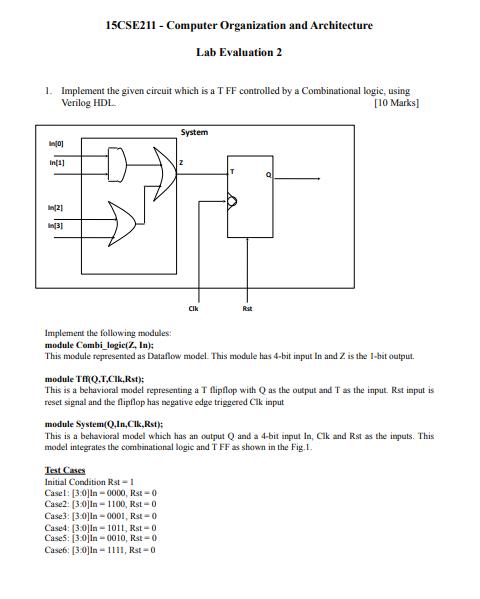 15CSE211 - Computer Organization and Architecture
Lab Evaluation 2
1. Implement the given circuit which is a T FF controlled by a Combinational logic, using
Verilog HDL. [10 Marks]
System
In[0]
In[1]
Z
T
Q
In[2]
In[3]
Clk
Rst
Implement the following modules:
module Combi_logic(Z, In);
This module represented as Dataflow model. This module has 4-bit input In and Z is the 1-bit output.
module Tff(Q,T,Clk,Rst);
This is a behavioral model representing a T flipflop with Q as the output and T as the input. Rst input is
reset signal and the flipflop has negative edge triggered Clk input
module System(Q,In,Clk,Rst);
This is a behavioral model which has an output Q and a 4-bit input In, Clk and Rst as the inputs. This
model integrates the combinational logic and T FF as shown in the Fig.1.
Test Cases
Initial Condition Rst = 1
Case1: [3:0]In = 0000, Rst = 0
Case2: [3:0]In = 1100, Rst = 0
Case3: [3:0]In = 0001, Rst = 0
Case4: [3:0]In = 1011, Rst = 0
Case5: [3:0]In = 0010, Rst = 0
Case6: [3:0]In = 1111, Rst = 0